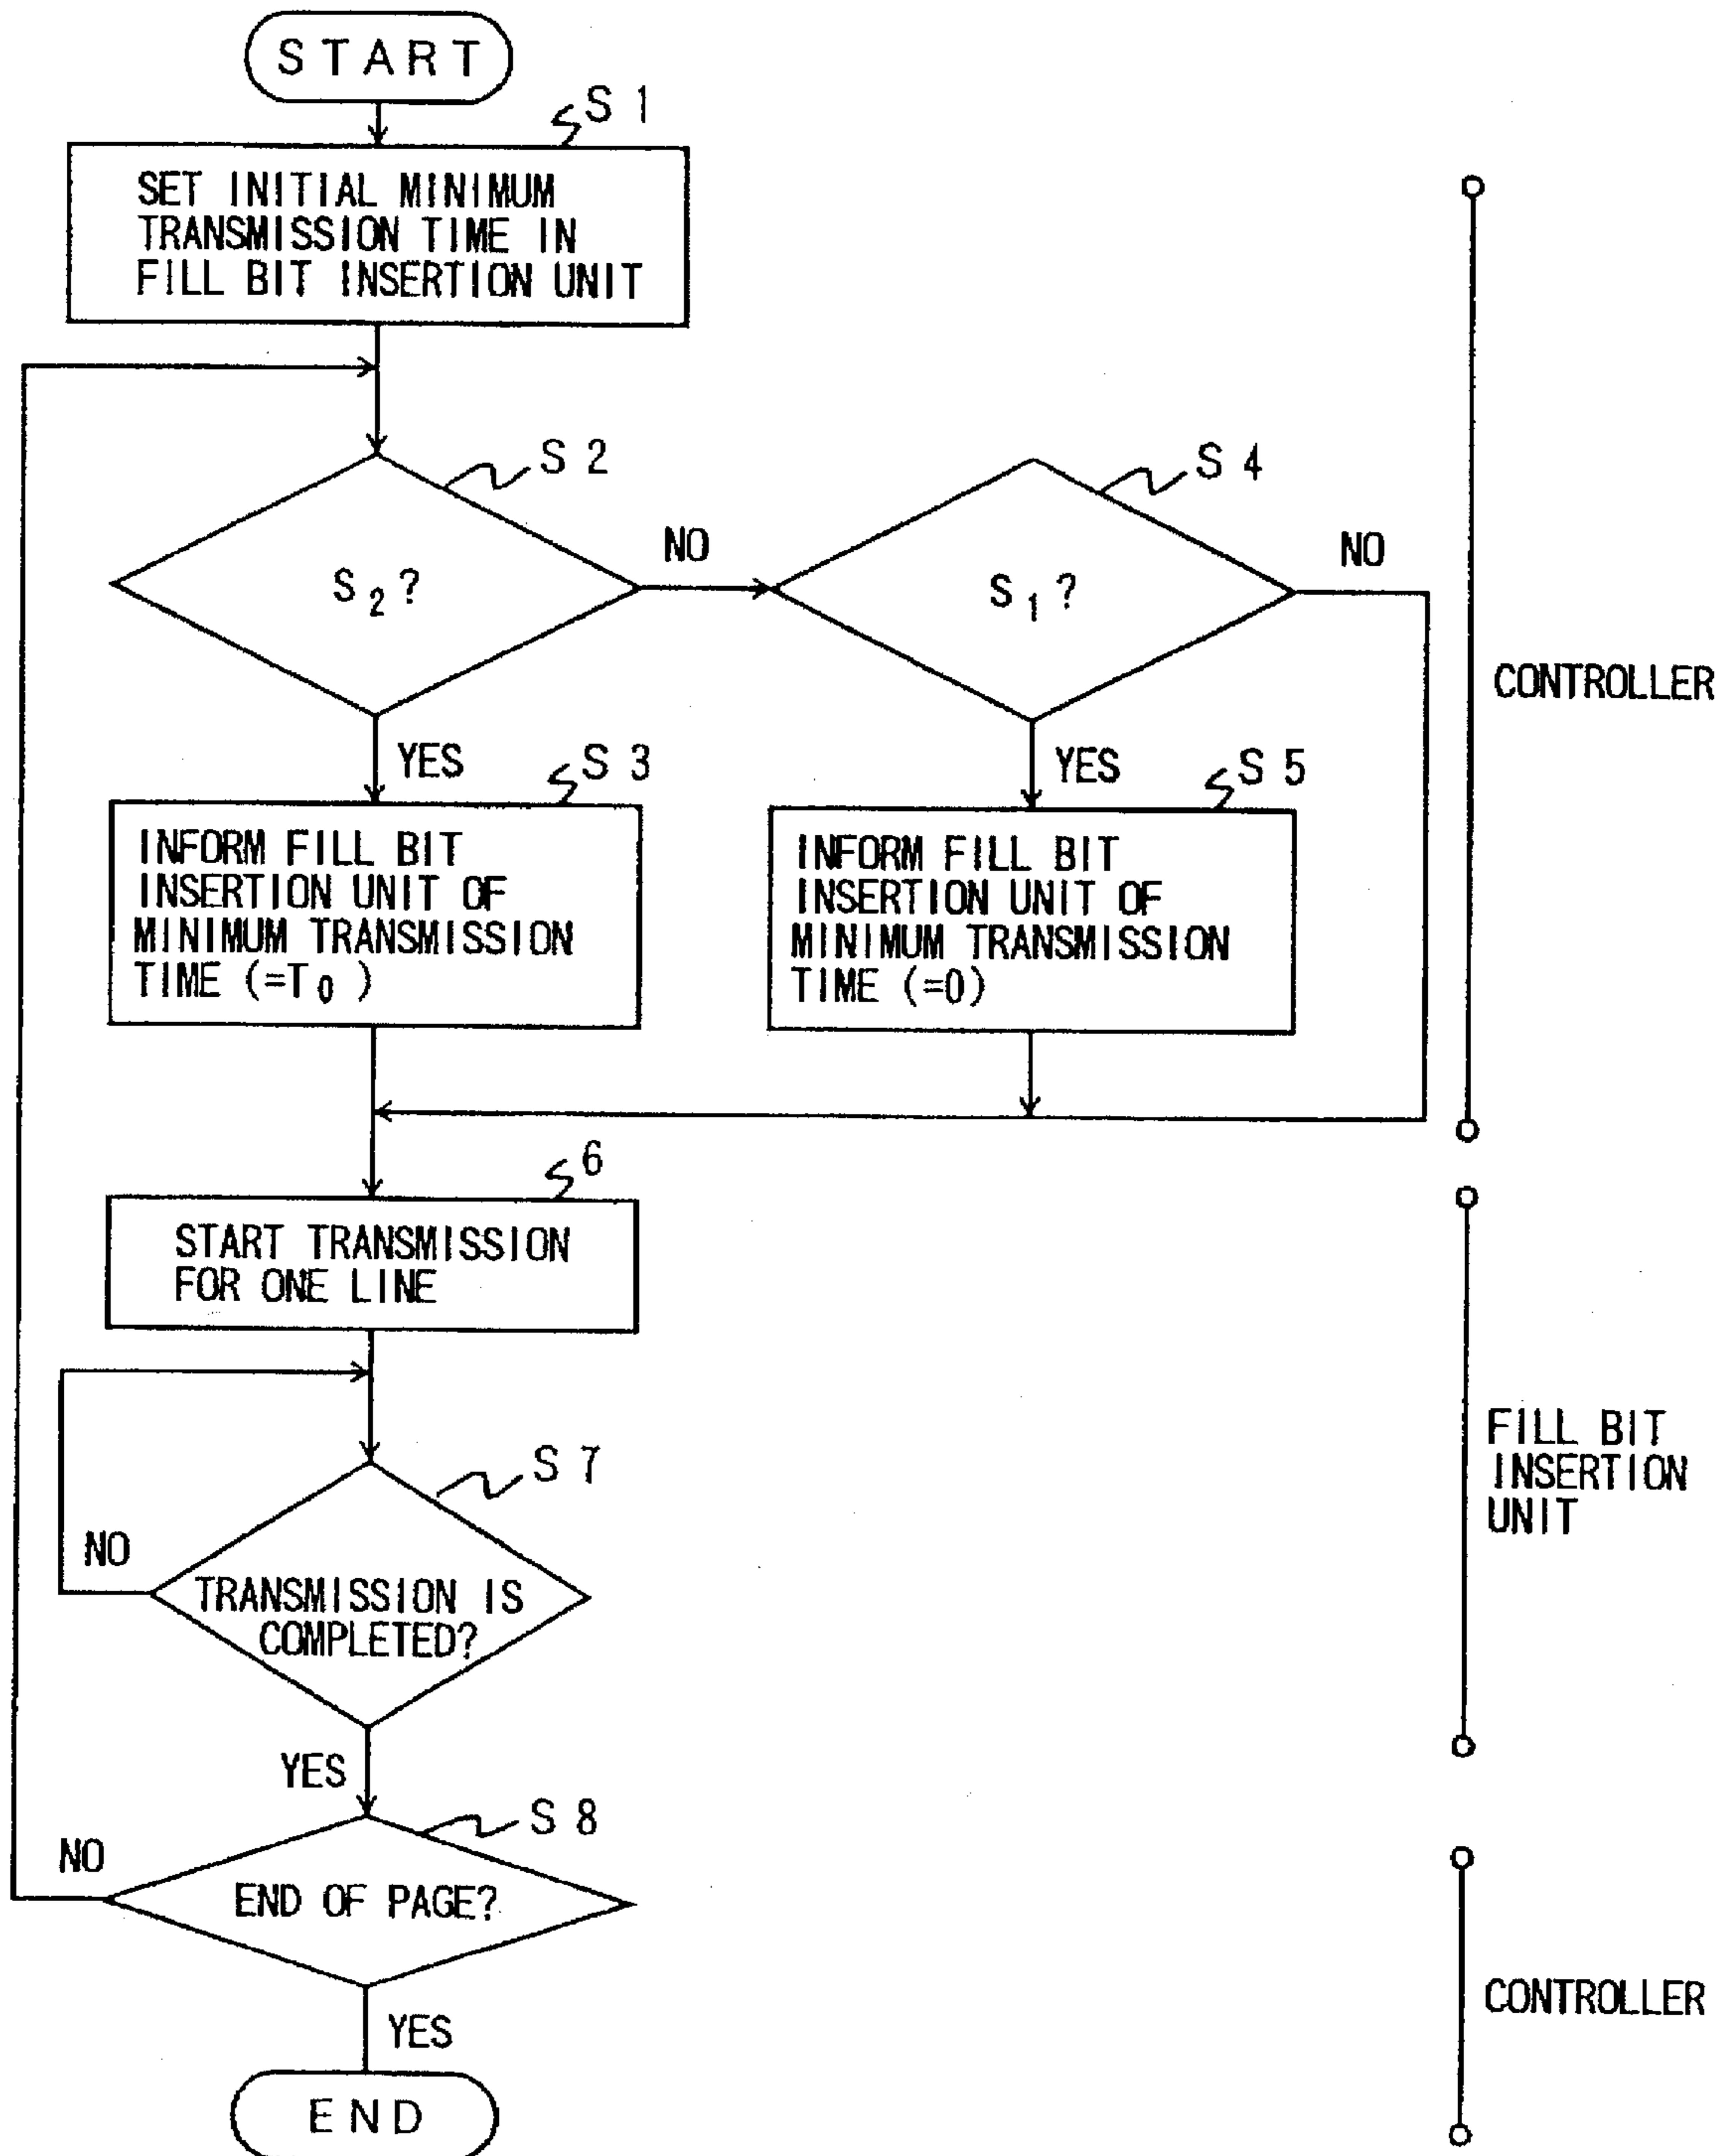 START
S 1
SET INITIAL MINIMUM
TRANSMISSION TIME IN
FILL BIT INSERTION UNIT
S 2
S 4
NO
NO
S2?
S1?
CONTROLLER
YES
S 3
YES
S 5
INFORM FILL BIT
INSERTION UNIT OF
MINIMUM TRANSMISSION
TIME (=T0)
INFORM FILL BIT
INSERTION UNIT OF
MINIMUM TRANSMISSION
TIME (=0)
6
START TRANSMISSION
FOR ONE LINE
FILL BIT
INSERTION
UNIT
S 7
NO
TRANSMISSION IS
COMPLETED?
YES
S 8
NO
END OF PAGE?
CONTROLLER
YES
END